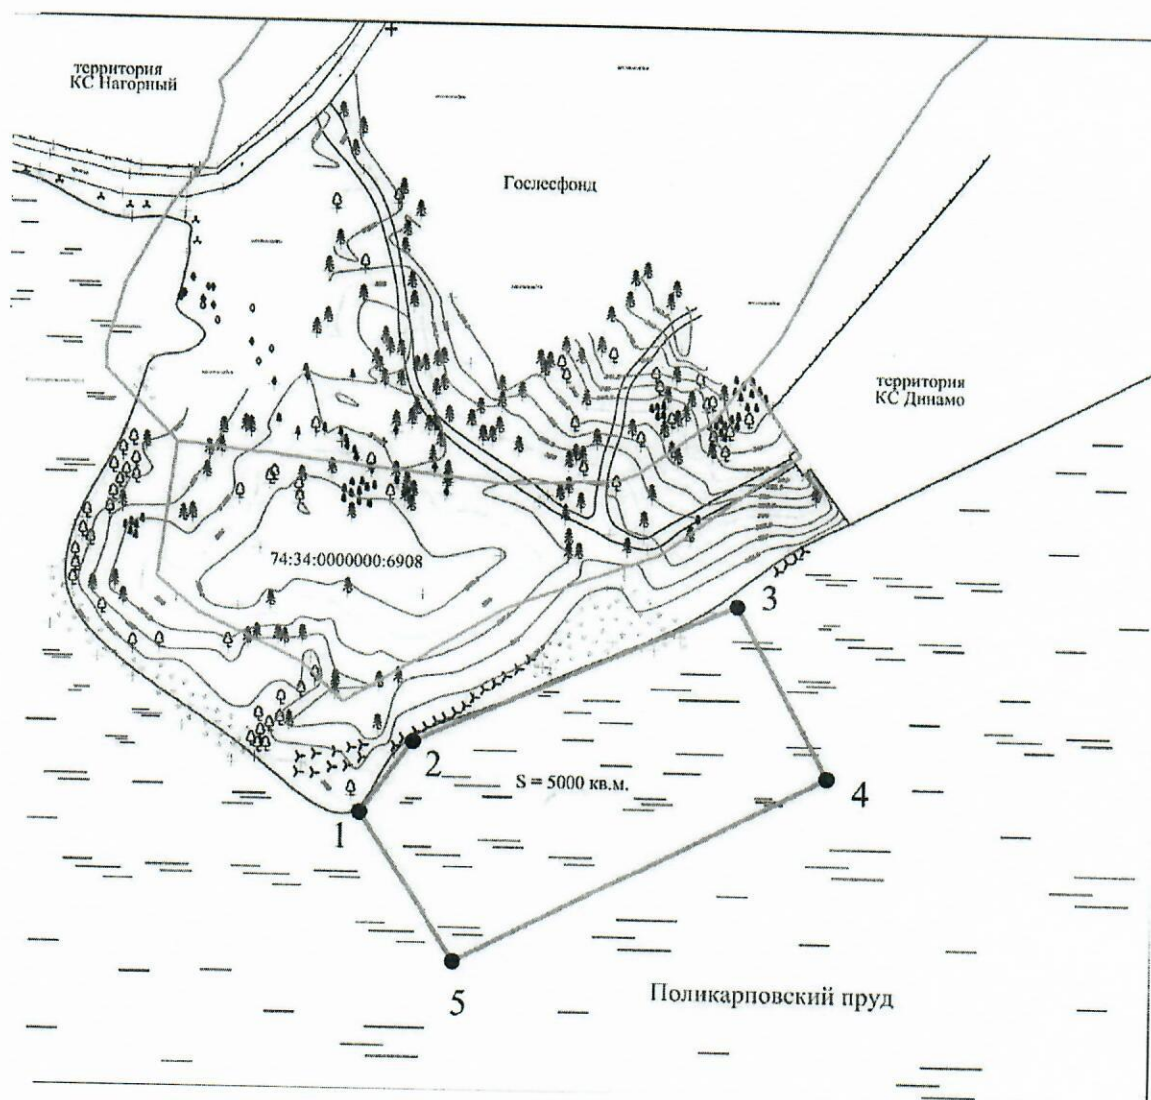 территория
КС Нагорный
Гослесфонд
территория
КС Динамо
74:34:0000000:6908
3
2
S = 5000 кв.м.
4
1
5
Поликарповский пруд